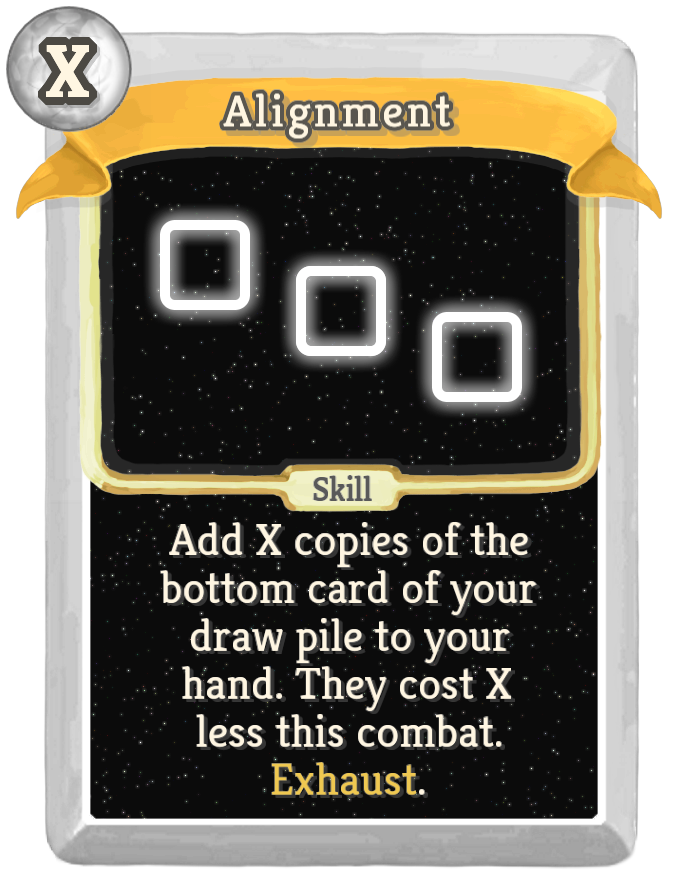 X
Alignment
Skill
Add X copies of the
bottom card of your
draw pile to your
hand. They cost X
less this combat.
Exhaust.